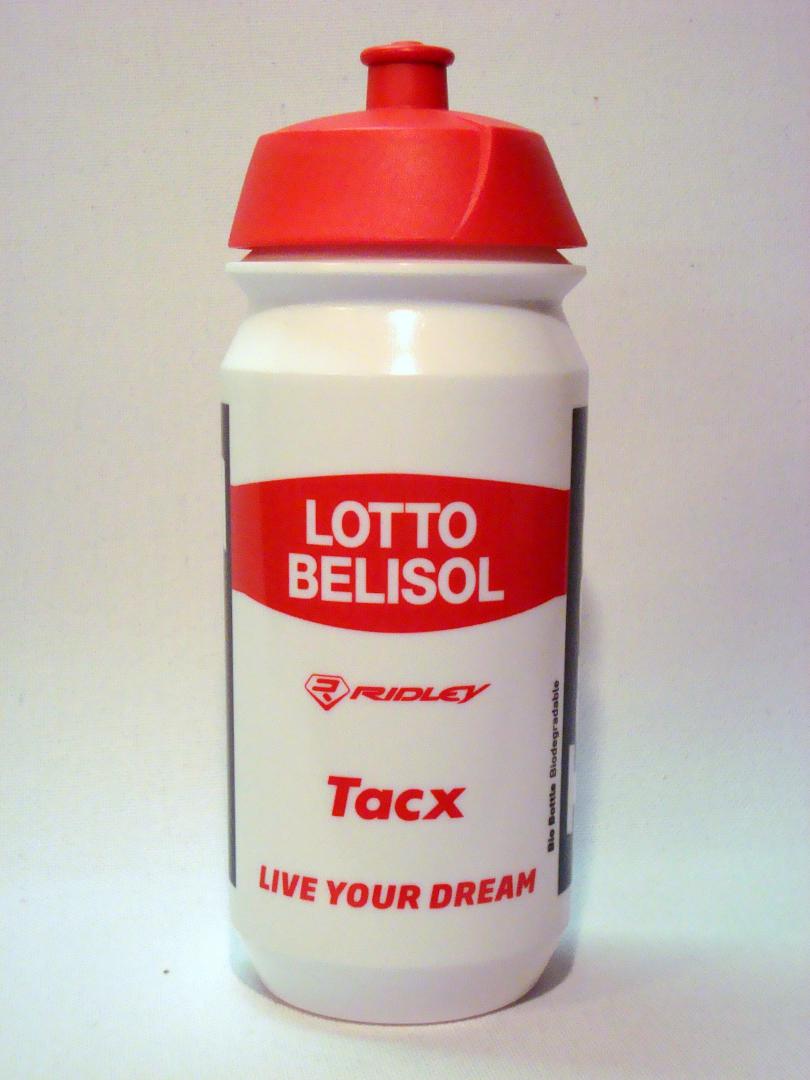 LOTTO
BELISOL
RIDLEY
Tacx
LIVE YOUR DREAM
Bio Bottle Biodegradable